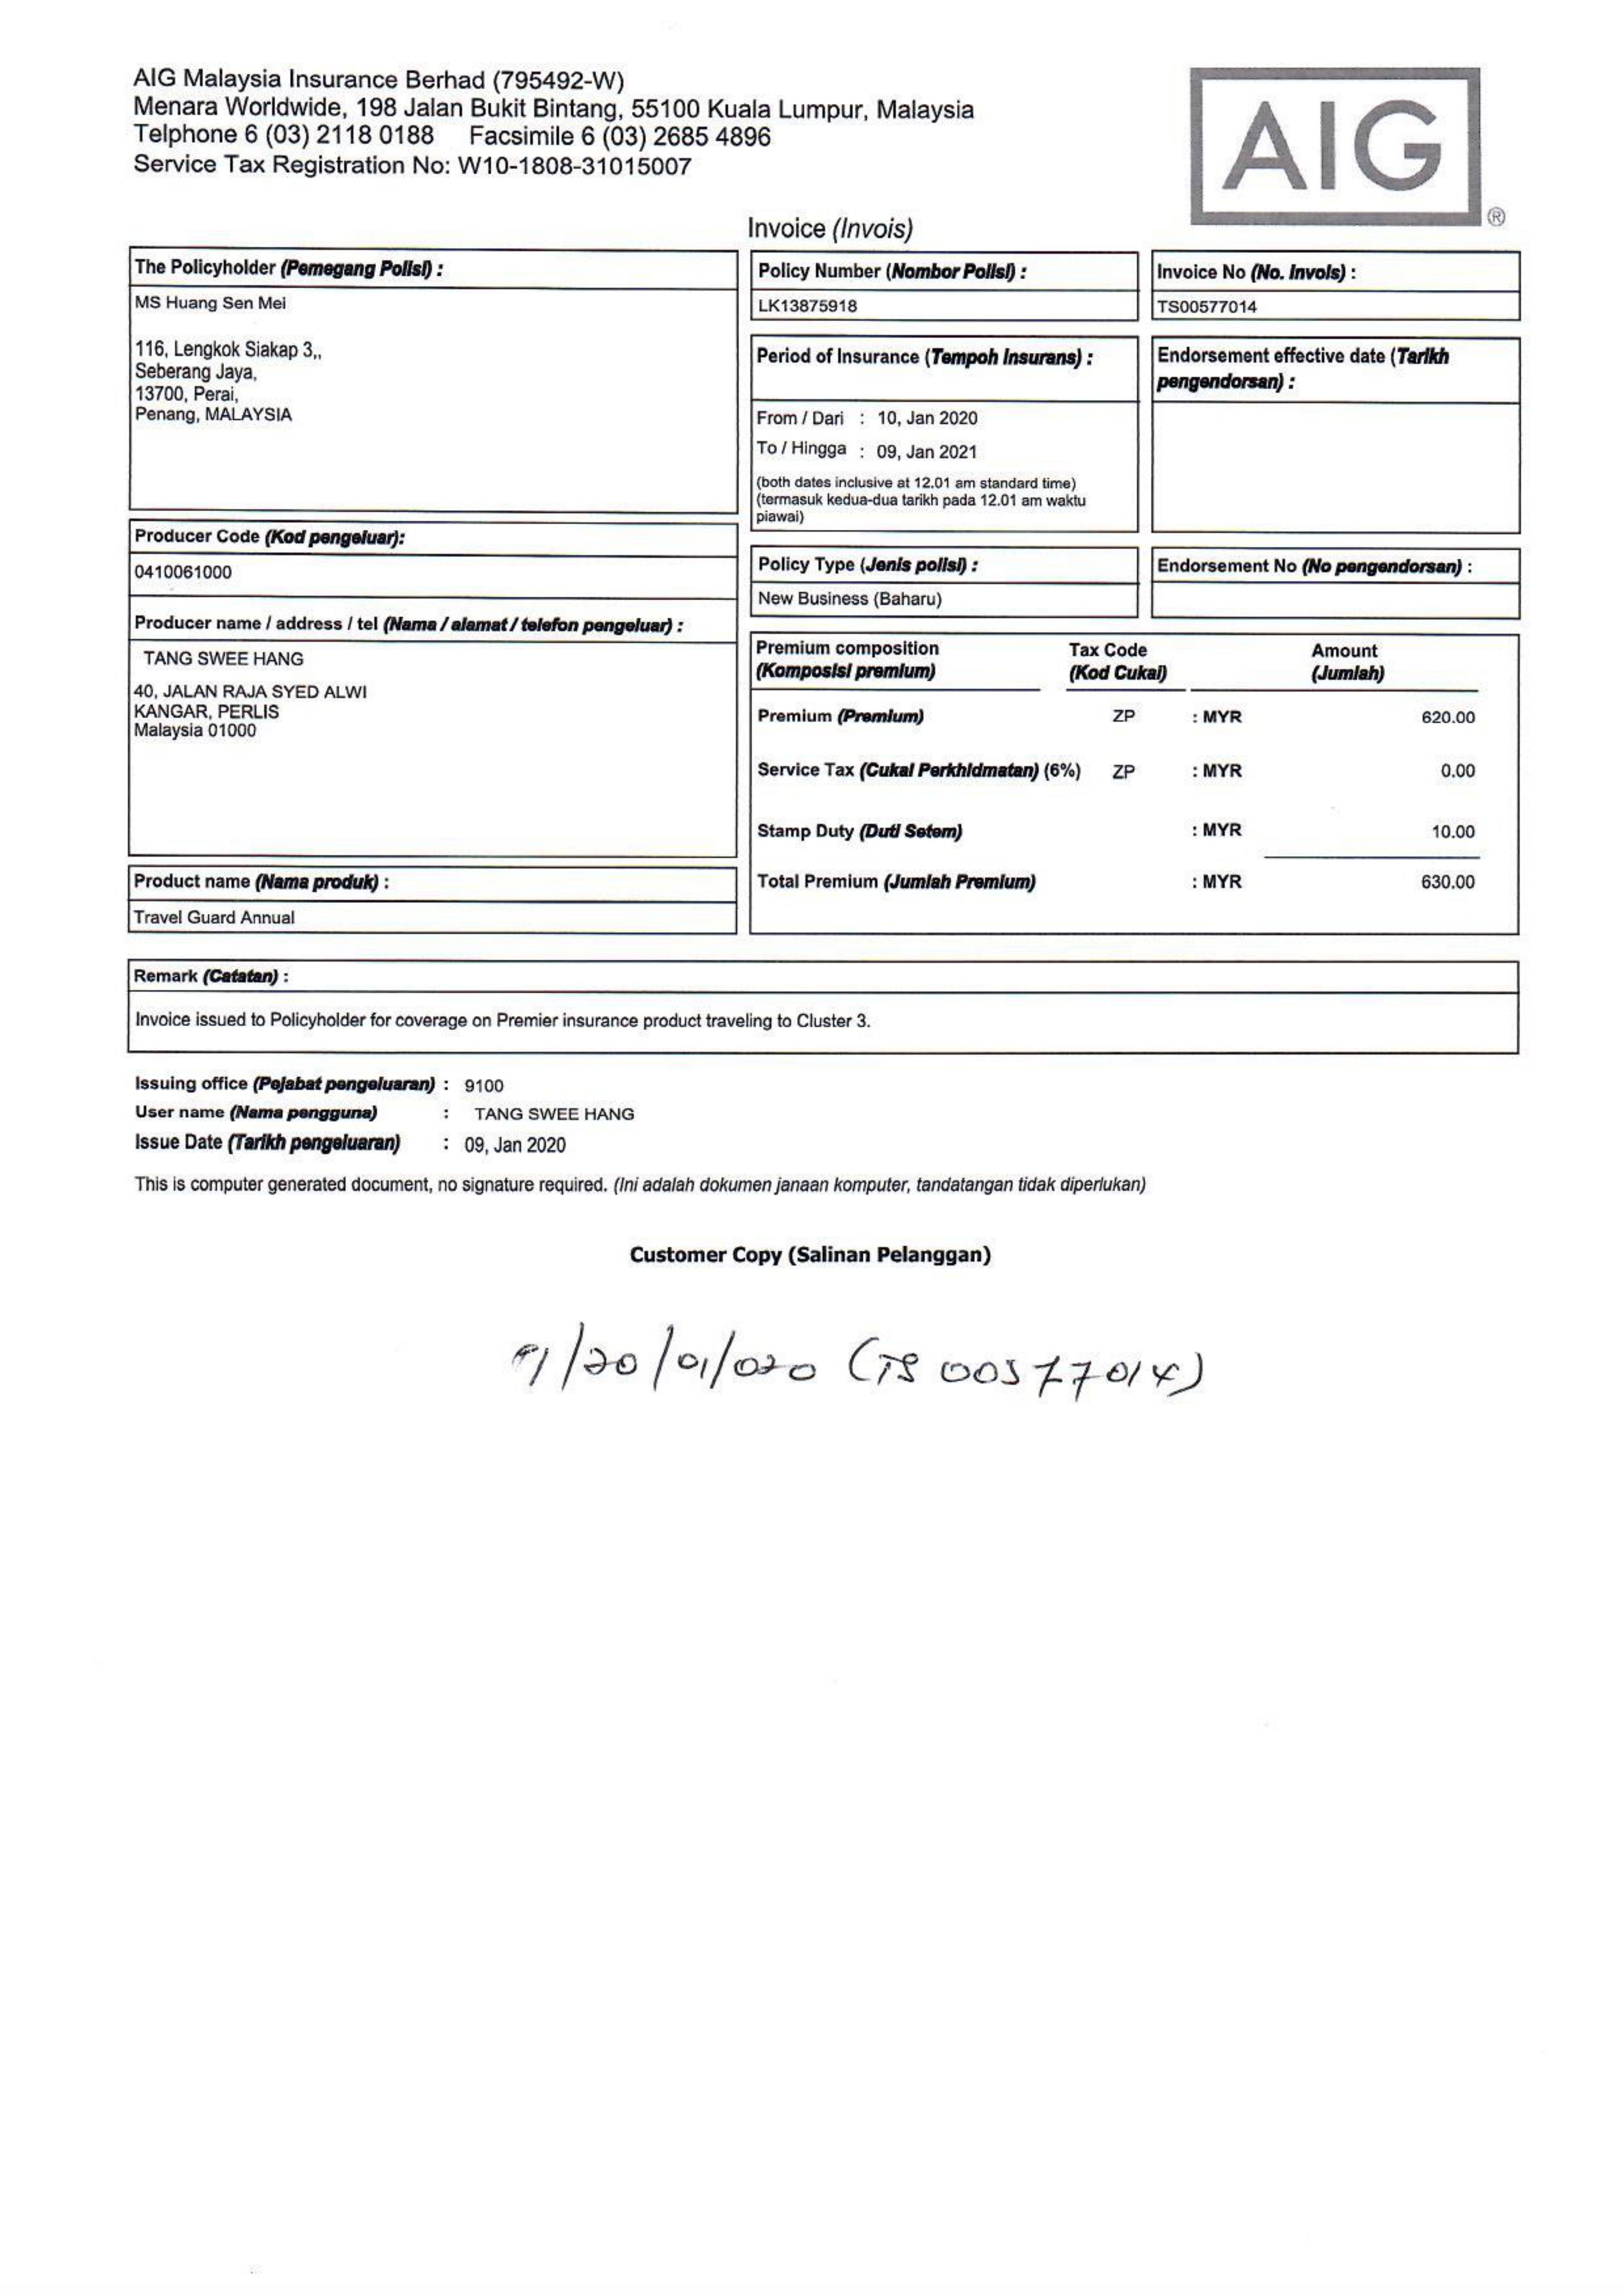 AIG Malaysia Insurance Berhad (795492-W)
Menara Worldwide, 198 Jalan Bukit Bintang, 55100 Kuala Lumpur, Malaysia
Telphone 6 (03) 2118 0188 Facsimile 6 (03) 2685 4896
Service Tax Registration No: W10-1808-31015007
AIG ®
Invoice (Invois)
The Policyholder (Pemegang Polisi) :
MS Huang Sen Mei
116, Lengkok Siakap 3,,
Seberang Jaya,
13700, Perai,
Penang, MALAYSIA
Producer Code (Kod pengeluar):
0410061000
Producer name / address / tel (Nama / alamat / telefon pengeluar) :
TANG SWEE HANG
40, JALAN RAJA SYED ALWI
KANGAR, PERLIS
Malaysia 01000
Product name (Nama produk) :
Travel Guard Annual
Policy Number (Nombor Polisi) :
LK13875918
Invoice No (No. Invois) :
TS00577014
Period of Insurance (Tempoh Insurans) :
From / Dari : 10, Jan 2020
To / Hingga : 09, Jan 2021
(both dates inclusive at 12.01 am standard time)
(termasuk kedua-dua tarikh pada 12.01 am waktu
piawai)
Endorsement effective date (Tarikh
pengendorsan) :
Policy Type (Jenis polisi) :
New Business (Baharu)
Endorsement No (No pengendorsan) :
Premium composition Tax Code Amount
(Komposisi premium) (Kod Cukai) (Jumlah)
Premium (Premium) ZP : MYR 620.00
Service Tax (Cukai Perkhidmatan) (6%) ZP : MYR 0.00
Stamp Duty (Duti Setem) : MYR 10.00
Total Premium (Jumlah Premium) : MYR 630.00
Remark (Catatan) :
Invoice issued to Policyholder for coverage on Premier insurance product traveling to Cluster 3.
Issuing office (Pejabat pengeluaran) : 9100
User name (Nama pengguna) : TANG SWEE HANG
Issue Date (Tarikh pengeluaran) : 09, Jan 2020
This is computer generated document, no signature required. (Ini adalah dokumen janaan komputer, tandatangan tidak diperlukan)
Customer Copy (Salinan Pelanggan)
/20/01/020 (TS 00577014)